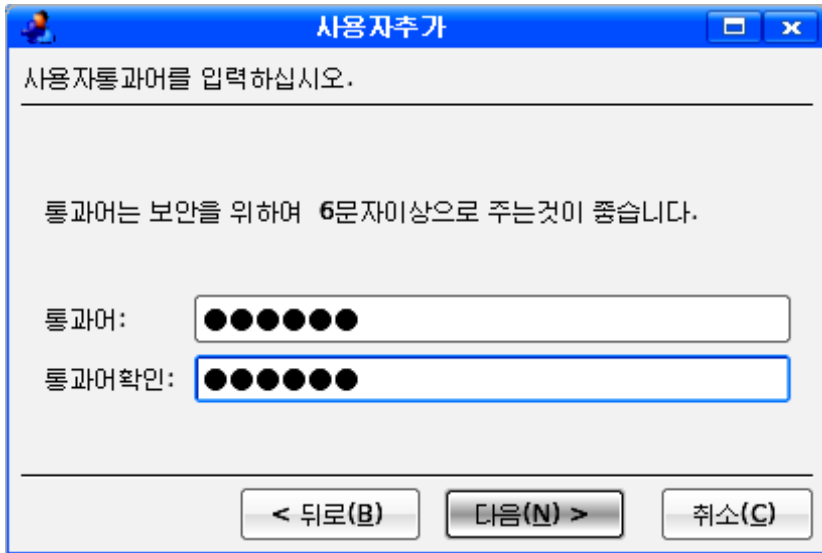 사용자추가
사용자통과어를 입력하십시오.
통과어는 보안을 위하여 6문자이상으로 주는것이 좋습니다.
통과어: ●●●●●●
통과어확인: ●●●●●●
< 뒤로(B) 다음(N) > 취소(C)